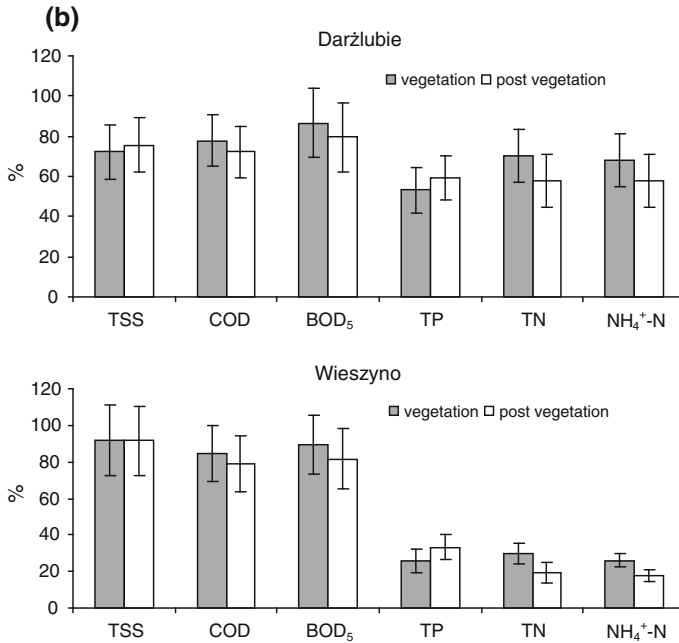 (b)
Darżlubie
120
vegetation post vegetation
100
80
60
40
20
0
%
TSS COD BOD₅ TP TN NH₄⁺-N
Wieszyno
120
vegetation post vegetation
100
80
60
40
20
0
%
TSS COD BOD₅ TP TN NH₄⁺-N